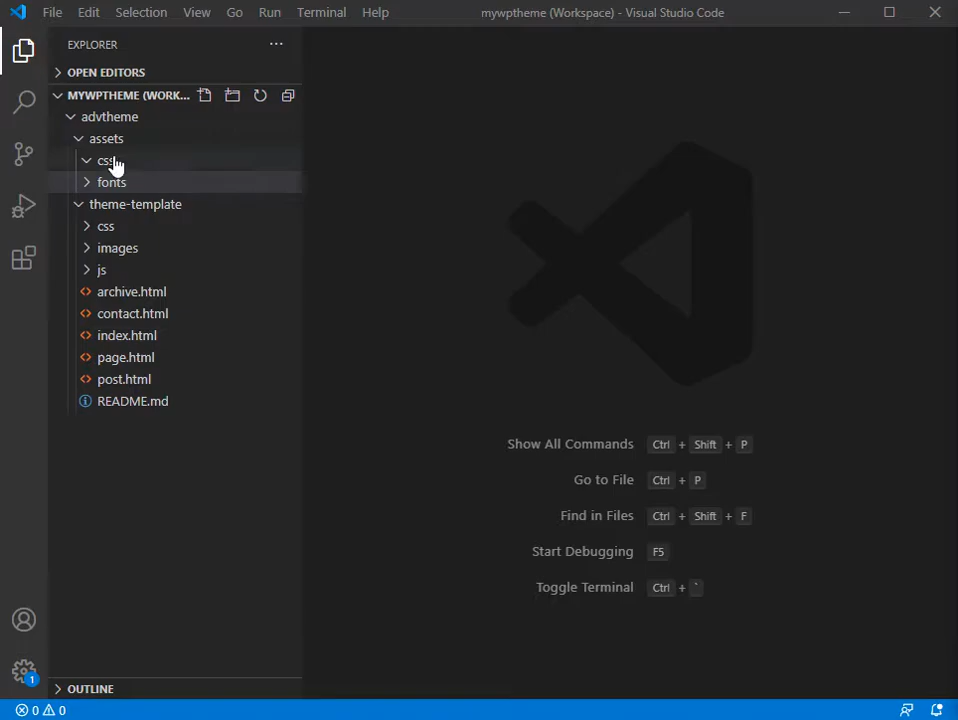 File Edit Selection View Go Run Terminal Help mywptheme (Workspace) - Visual Studio Code
EXPLORER
OPEN EDITORS
MYWPTHEME (WORK...
advtheme
assets
css
fonts
theme-template
css
images
js
archive.html
contact.html
index.html
page.html
post.html
README.md
Show All Commands Ctrl + Shift + P
Go to File Ctrl + P
Find in Files Ctrl + Shift + F
Start Debugging F5
Toggle Terminal Ctrl + `
1
OUTLINE
0 0